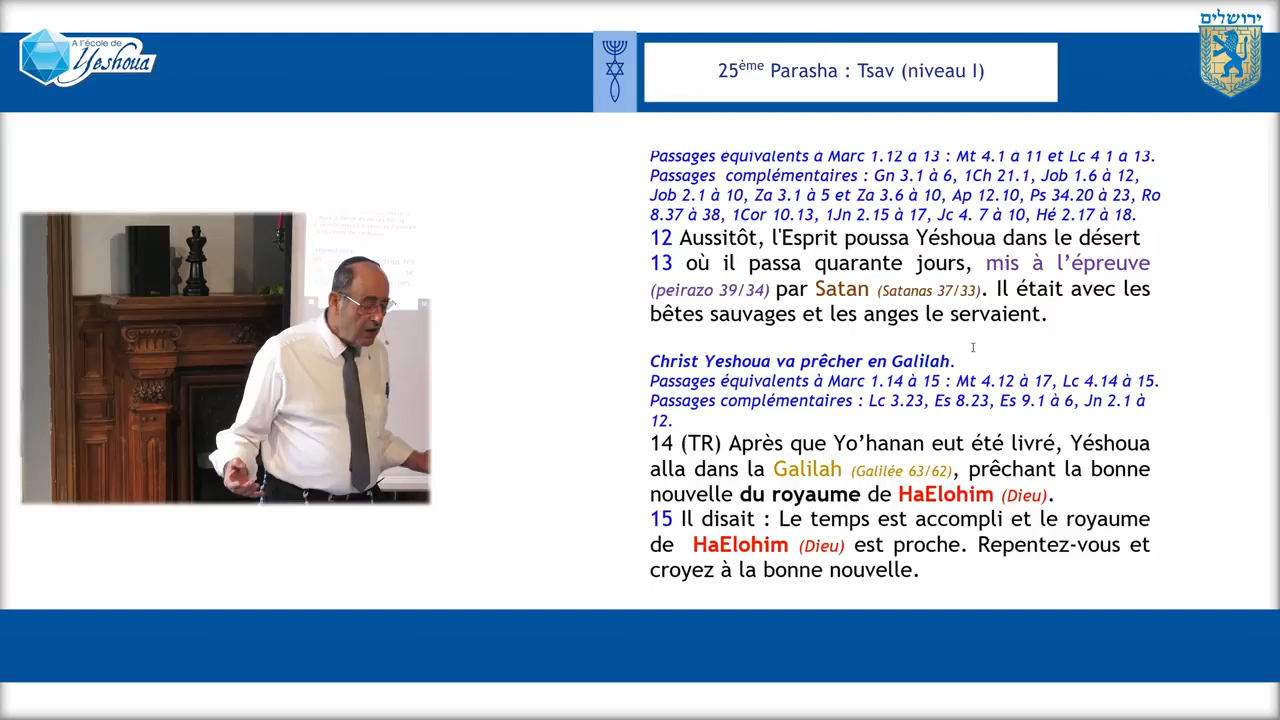 A l'école de
Yeshoua
ירושלים
25ème Parasha : Tsav (niveau I)
Passages équivalents à Marc 1.12 à 13 : Mt 4.1 à 11 et Lc 4 1 à 13.
Passages complémentaires : Gn 3.1 à 6, 1Ch 21.1, Job 1.6 à 12,
Job 2.1 à 10, Za 3.1 à 5 et Za 3.6 à 10, Ap 12.10, Ps 34.20 à 23, Ro
8.37 à 38, 1Cor 10.13, 1Jn 2.15 à 17, Jc 4. 7 à 10, Hé 2.17 à 18.
12 Aussitôt, l'Esprit poussa Yéshoua dans le désert
13 où il passa quarante jours, mis à l’épreuve
(peirazo 39/34) par Satan (Satanas 37/33). Il était avec les
bêtes sauvages et les anges le servaient.
Christ Yeshoua va prêcher en Galilah.
Passages équivalents à Marc 1.14 à 15 : Mt 4.12 à 17, Lc 4.14 à 15.
Passages complémentaires : Lc 3.23, Es 8.23, Es 9.1 à 6, Jn 2.1 à
12.
14 (TR) Après que Yo’hanan eut été livré, Yéshoua
alla dans la Galilah (Galilée 63/62), prêchant la bonne
nouvelle du royaume de HaElohim (Dieu).
15 Il disait : Le temps est accompli et le royaume
de HaElohim (Dieu) est proche. Repentez-vous et
croyez à la bonne nouvelle.